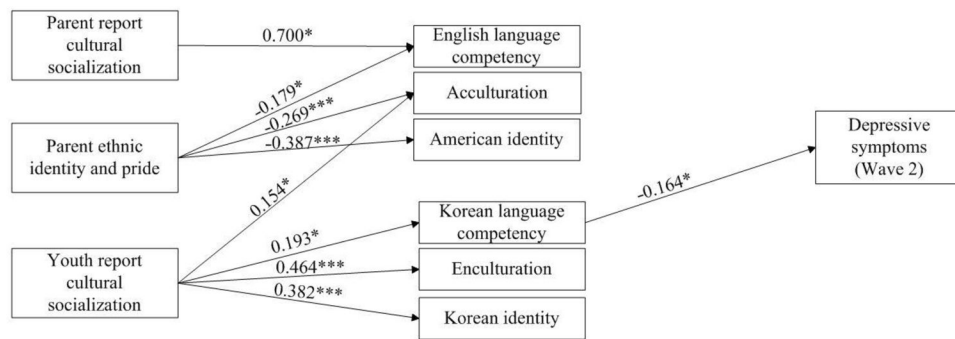 Parent report
cultural
socialization
Parent ethnic
identity and pride
Youth report
cultural
socialization
0.700*
-0.179*
-0.269***
-0.387***
0.154*
0.193*
0.464***
0.382***
English language
competency
Acculturation
American identity
Korean language
competency
Enculturation
Korean identity
-0.164*
Depressive
symptoms
(Wave 2)